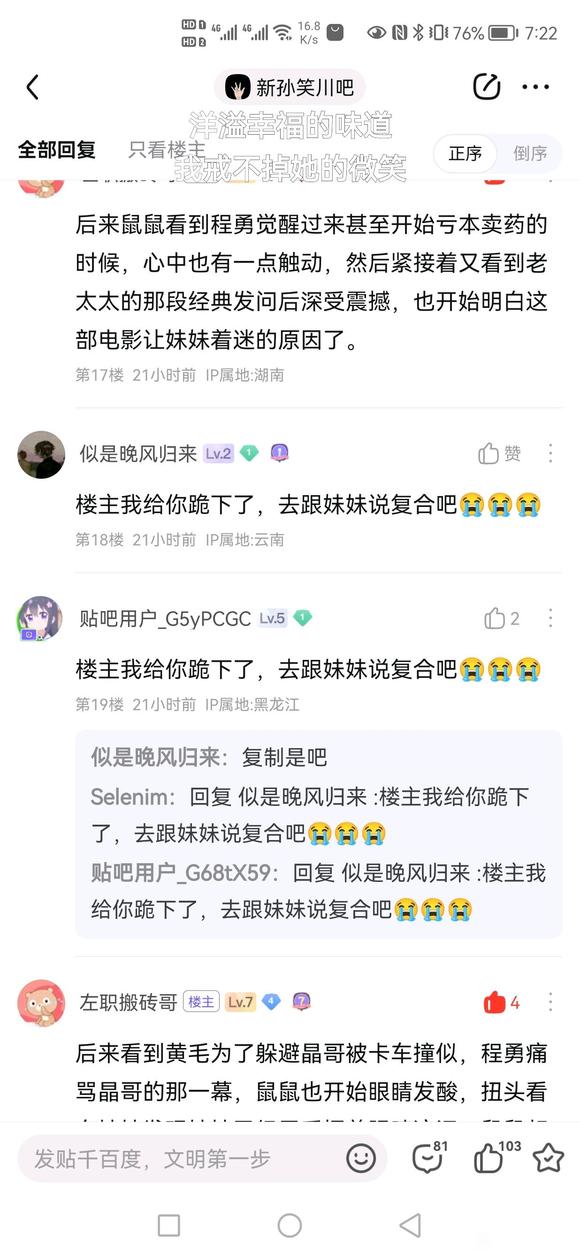 HD 1 4G 4G 16.8 K/s 76% 7:22
HD 2
新孙笑川吧
洋溢幸福的味道
全部回复 只看楼主 正序 倒序
我戒不掉她的微笑
后来鼠鼠看到程勇觉醒过来甚至开始亏本卖药的
时候，心中也有一点触动，然后紧接着又看到老
太太的那段经典发问后深受震撼，也开始明白这
部电影让妹妹着迷的原因了。
第17楼 21小时前 IP属地:湖南
似是晚风归来 Lv.2 1 1 赞
楼主我给你跪下了，去跟妹妹说复合吧😭😭😭
第18楼 21小时前 IP属地:云南
贴吧用户_G5yPCGC Lv.5 1 2
楼主我给你跪下了，去跟妹妹说复合吧😭😭😭
第19楼 21小时前 IP属地:黑龙江
似是晚风归来：复制是吧
Selenim：回复 似是晚风归来 :楼主我给你跪下
了，去跟妹妹说复合吧😭😭😭
贴吧用户_G68tX59：回复 似是晚风归来 :楼主我
给你跪下了，去跟妹妹说复合吧😭😭😭
左职搬砖哥 楼主 Lv.7 4 7 4
后来看到黄毛为了躲避晶哥被卡车撞似，程勇痛
骂晶哥的那一幕，鼠鼠也开始眼睛发酸，扭头看
发贴千百度，文明第一步 81 103